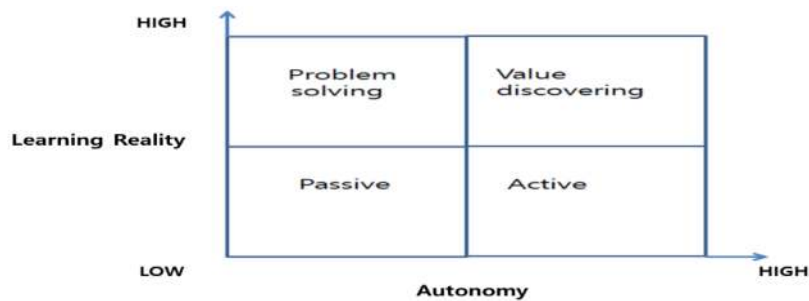 HIGH
Problem
solving
Value
discovering
Learning Reality
Passive
Active
LOW
HIGH
Autonomy